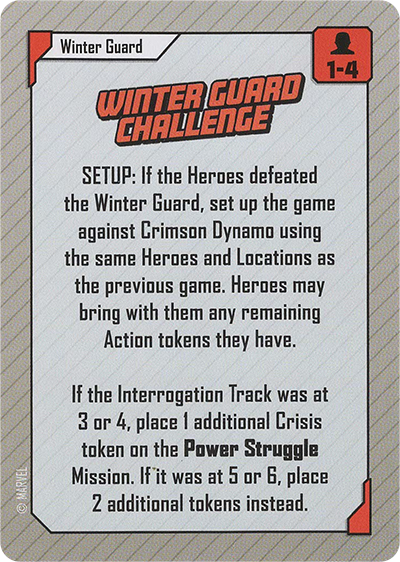 Winter Guard
1-4
WINTER GUARD
CHALLENGE
SETUP: If the Heroes defeated
the Winter Guard, set up the game
against Crimson Dynamo using
the same Heroes and Locations as
the previous game. Heroes may
bring with them any remaining
Action tokens they have.
If the Interrogation Track was at
3 or 4, place 1 additional Crisis
token on the Power Struggle
Mission. If it was at 5 or 6, place
2 additional tokens instead.
© MARVEL